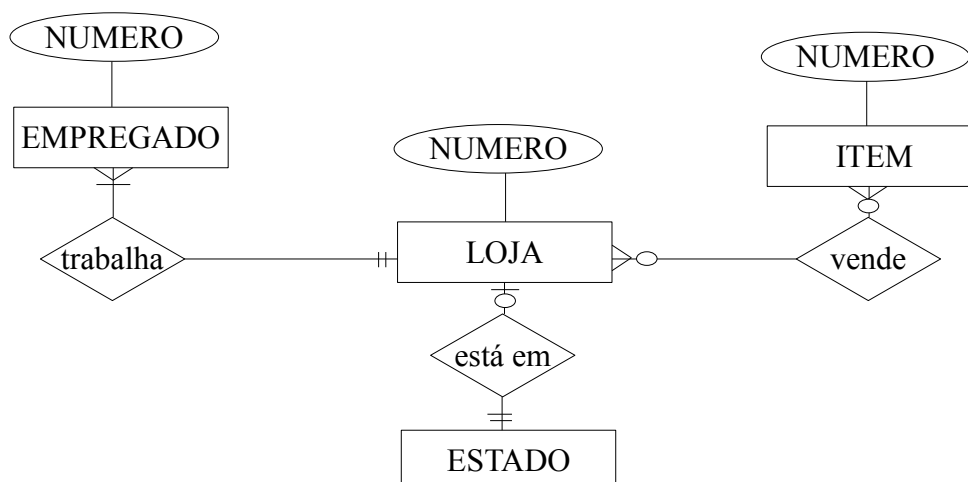 NUMERO
EMPREGADO
NUMERO
ITEM
NUMERO
LOJA
trabalha
vende
está em
ESTADO